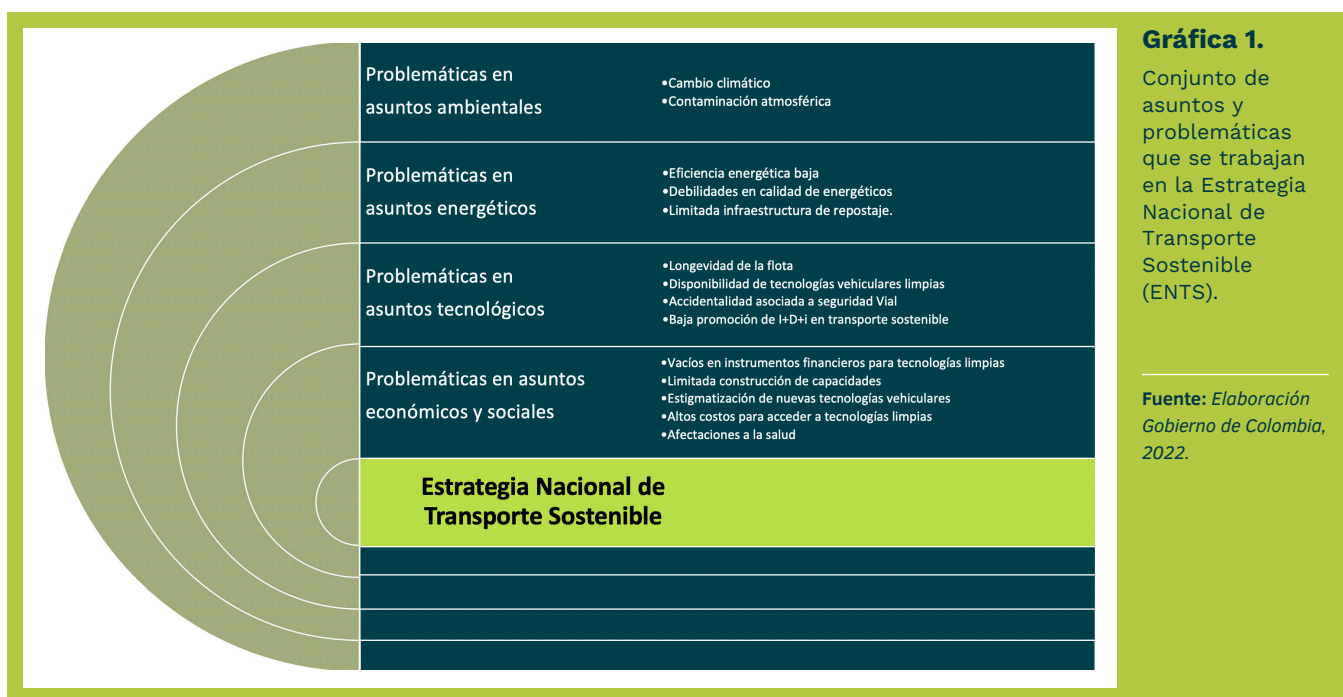 Problemáticas en
asuntos ambientales
•Cambio climático
•Contaminación atmosférica
Problemáticas en
asuntos energéticos
•Eficiencia energética baja
•Debilidades en calidad de energéticos
•Limitada infraestructura de repostaje.
Problemáticas en
asuntos tecnológicos
•Longevidad de la flota
•Disponibilidad de tecnologías vehiculares limpias
•Accidentalidad asociada a seguridad Vial
•Baja promoción de I+D+i en transporte sostenible
Problemáticas en asuntos
económicos y sociales
•Vacíos en instrumentos financieros para tecnologías limpias
•Limitada construcción de capacidades
•Estigmatización de nuevas tecnologías vehiculares
•Altos costos para acceder a tecnologías limpias
•Afectaciones a la salud
Estrategia Nacional de
Transporte Sostenible
Gráfica 1.
Conjunto de
asuntos y
problemáticas
que se trabajan
en la Estrategia
Nacional de
Transporte
Sostenible
(ENTS).
Fuente: Elaboración
Gobierno de Colombia,
2022.